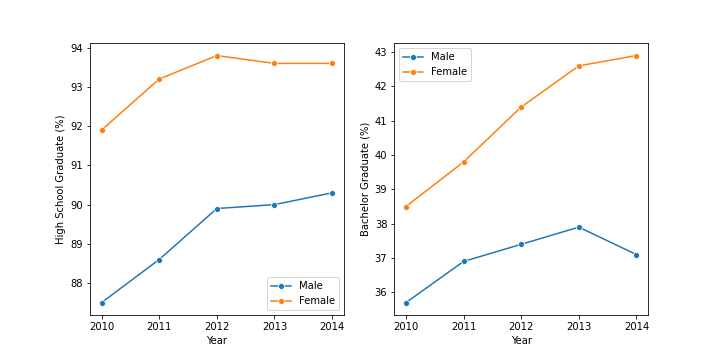 High School Graduate (%)
94
93
92
91
90
89
88
Male
Female
2010 2011 2012 2013 2014
Year
Bachelor Graduate (%)
43
42
41
40
39
38
37
36
Male
Female
2010 2011 2012 2013 2014
Year